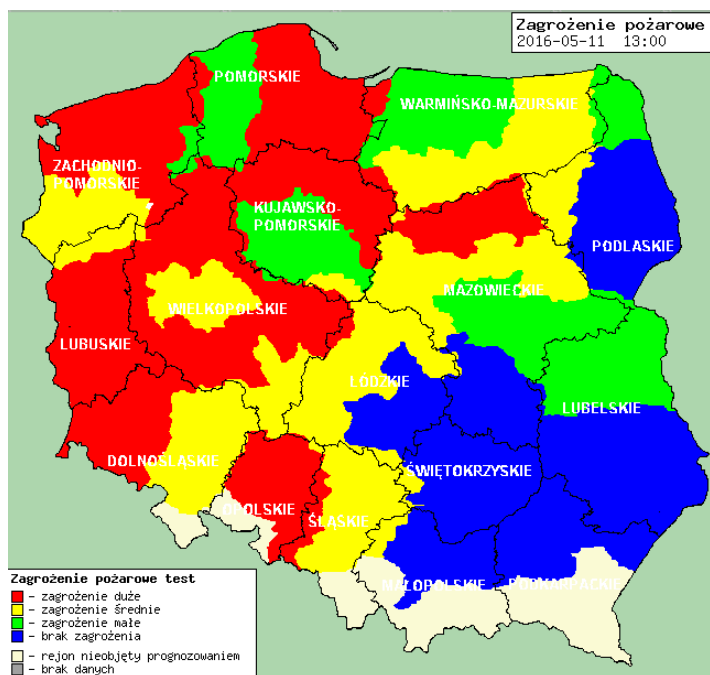 Zagrożenie pożarowe
2016-05-11 13:00
POMORSKIE
WARMIŃSKO-MAZURSKIE
ZACHODNIO-
POMORSKIE
KUJAWSKO-
POMORSKIE
PODLASKIE
MAZOWIECKIE
WIELKOPOLSKIE
LUBUSKIE
ŁÓDZKIE
LUBELSKIE
DOLNOŚLĄSKIE
ŚWIĘTOKRZYSKIE
OPOLSKIE
ŚLĄSKIE
MAŁOPOLSKIE
PODKARPACKIE
Zagrożenie pożarowe test
- zagrożenie duże
- zagrożenie średnie
- zagrożenie małe
- brak zagrożenia
- rejon nieobjęty prognozowaniem
- brak danych